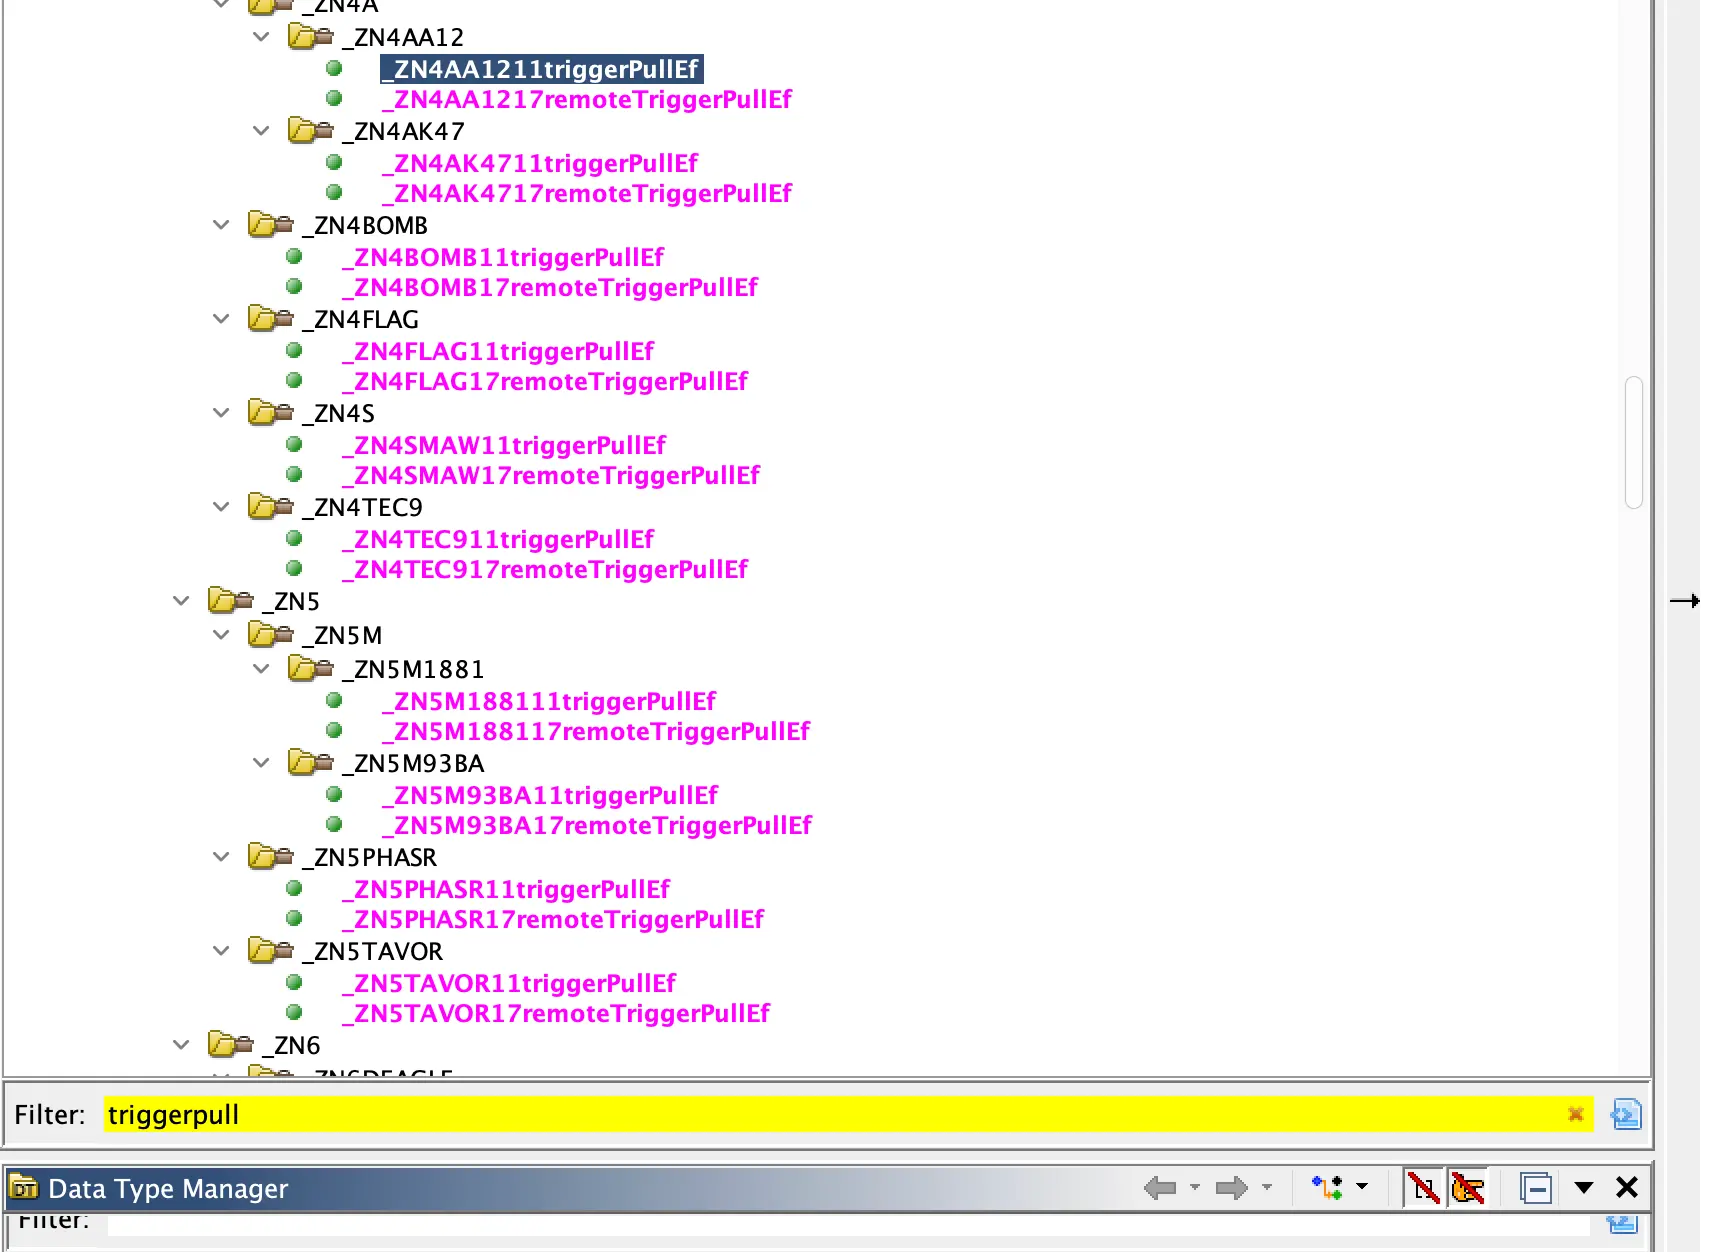 _ZN4A
_ZN4AA12
_ZN4AA1211triggerPullEf
_ZN4AA1217remoteTriggerPullEf
_ZN4AK47
_ZN4AK4711triggerPullEf
_ZN4AK4717remoteTriggerPullEf
_ZN4BOMB
_ZN4BOMB11triggerPullEf
_ZN4BOMB17remoteTriggerPullEf
_ZN4FLAG
_ZN4FLAG11triggerPullEf
_ZN4FLAG17remoteTriggerPullEf
_ZN4S
_ZN4SMAW11triggerPullEf
_ZN4SMAW17remoteTriggerPullEf
_ZN4TEC9
_ZN4TEC911triggerPullEf
_ZN4TEC917remoteTriggerPullEf
_ZN5
_ZN5M
_ZN5M1881
_ZN5M188111triggerPullEf
_ZN5M188117remoteTriggerPullEf
_ZN5M93BA
_ZN5M93BA11triggerPullEf
_ZN5M93BA17remoteTriggerPullEf
_ZN5PHASR
_ZN5PHASR11triggerPullEf
_ZN5PHASR17remoteTriggerPullEf
_ZN5TAVOR
_ZN5TAVOR11triggerPullEf
_ZN5TAVOR17remoteTriggerPullEf
_ZN6
_ZN6DEAGLE
Filter: triggerpull
DT Data Type Manager
Filter: